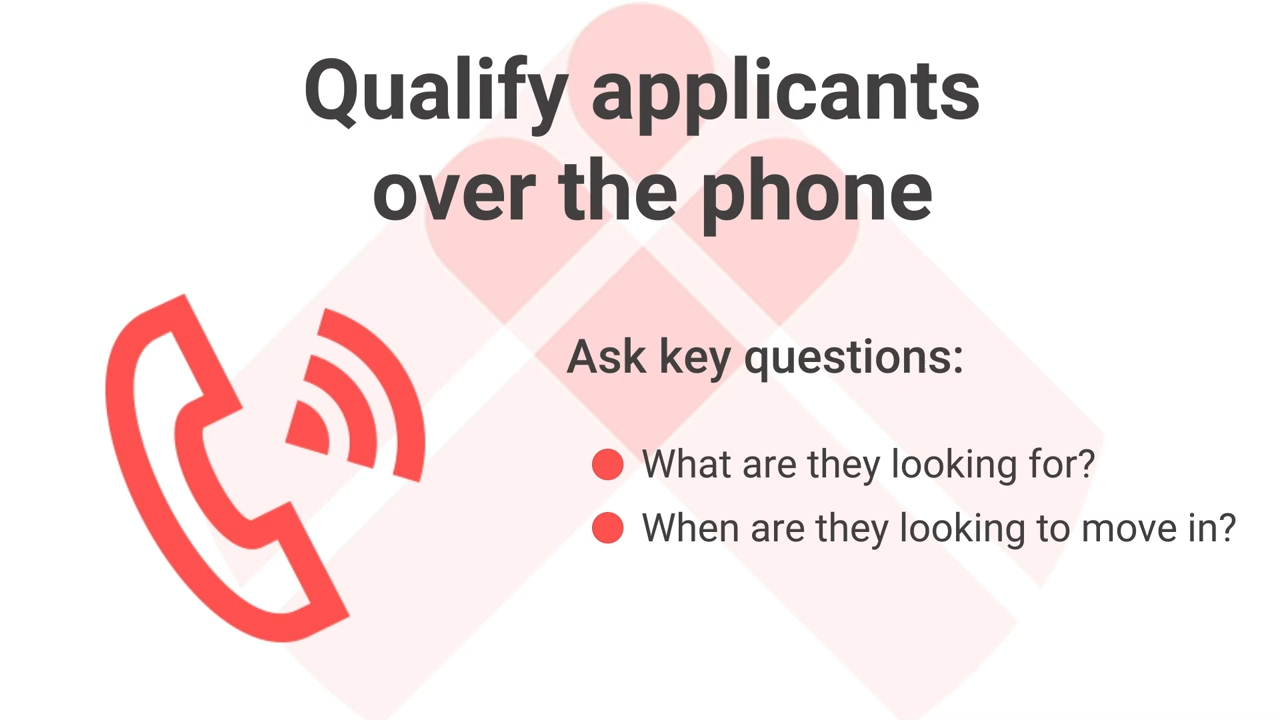 Qualify applicants
over the phone
Ask key questions:
What are they looking for?
When are they looking to move in?